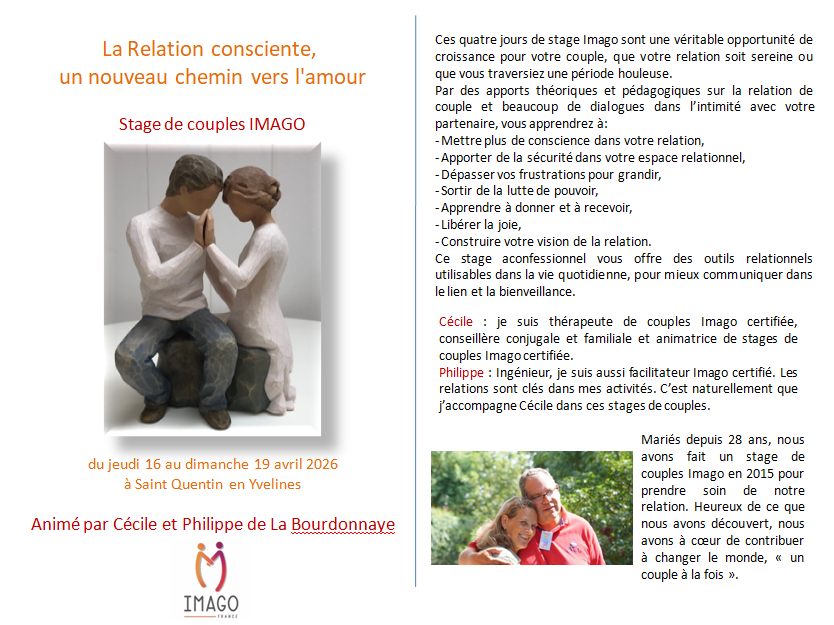 La Relation consciente,
un nouveau chemin vers l'amour
Stage de couples IMAGO
du jeudi 16 au dimanche 19 avril 2026
à Saint Quentin en Yvelines
Animé par Cécile et Philippe de La Bourdonnaye
IMAGO
FRANCE
Ces quatre jours de stage Imago sont une véritable opportunité de
croissance pour votre couple, que votre relation soit sereine ou
que vous traversiez une période houleuse.
Par des apports théoriques et pédagogiques sur la relation de
couple et beaucoup de dialogues dans l'intimité avec votre
partenaire, vous apprendrez à:
- Mettre plus de conscience dans votre relation,
- Apporter de la sécurité dans votre espace relationnel,
- Dépasser vos frustrations pour grandir,
- Sortir de la lutte de pouvoir,
- Apprendre à donner et à recevoir,
- Libérer la joie,
- Construire votre vision de la relation.
Ce stage aconfessionnel vous offre des outils relationnels
utilisables dans la vie quotidienne, pour mieux communiquer dans
le lien et la bienveillance.
Cécile : je suis thérapeute de couples Imago certifiée,
conseillère conjugale et familiale et animatrice de stages de
couples Imago certifiée.
Philippe : Ingénieur, je suis aussi facilitateur Imago certifié. Les
relations sont clés dans mes activités. C'est naturellement que
j'accompagne Cécile dans ces stages de couples.
Mariés depuis 28 ans, nous
avons fait un stage de
couples Imago en 2015 pour
prendre soin de notre
relation. Heureux de ce que
nous avons découvert, nous
avons à cœur de contribuer
à changer le monde, « un
couple à la fois ».